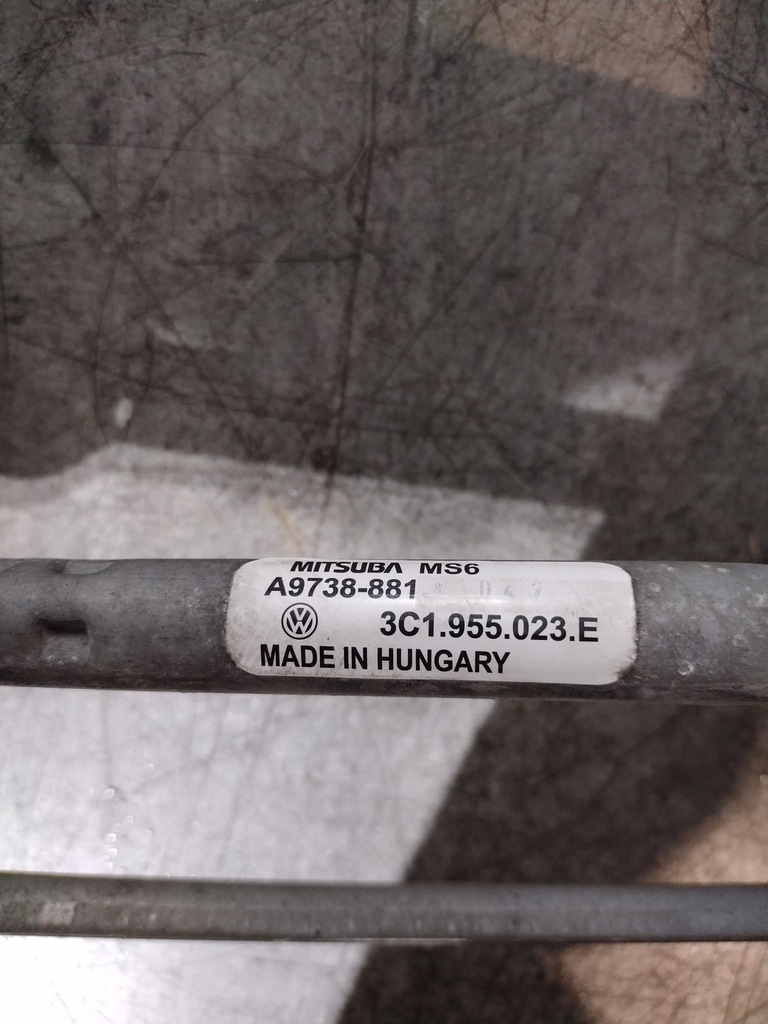 MITSUBA MS6
A9738-881
3C1.955.023.E
MADE IN HUNGARY